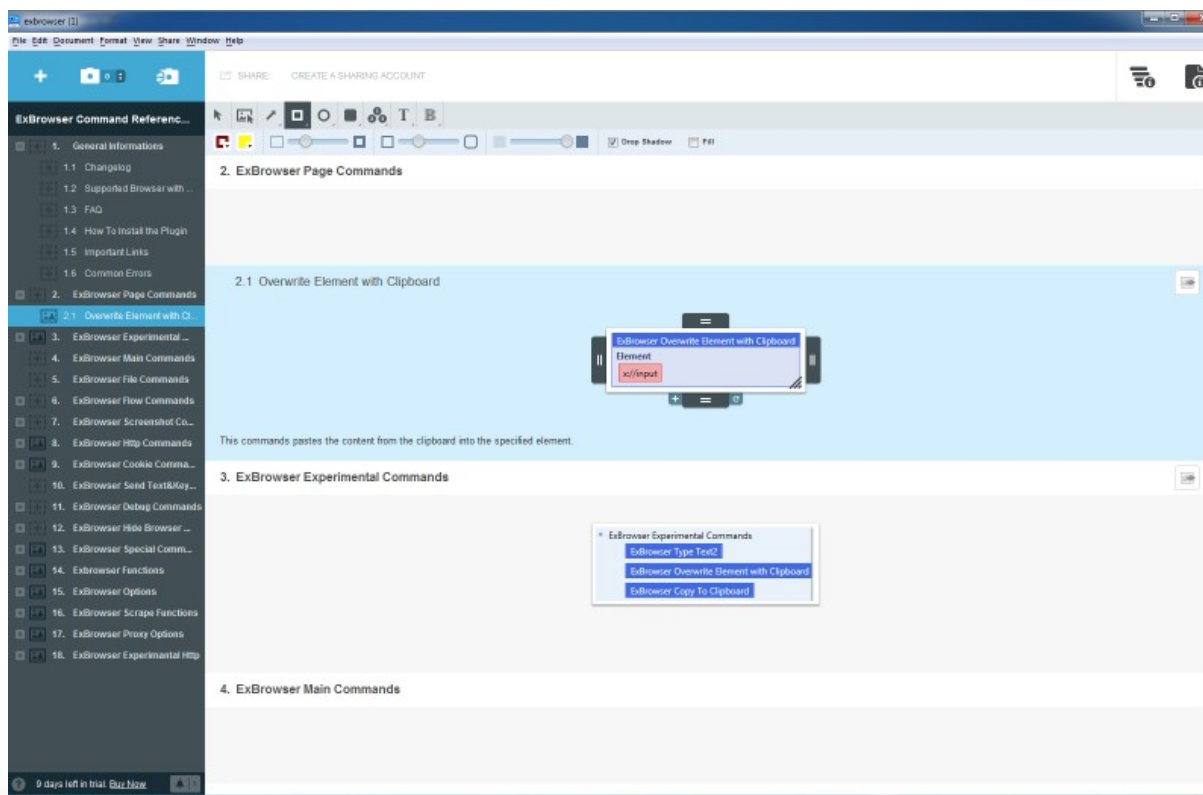 exbrowser (1)
File Edit Document Format View Share Window Help
0
SHARE: CREATE A SHARING ACCOUNT
ExBrowser Command Referenc...
T B
Drop Shadow Fill
1. General Informations
1.1 Changelog
1.2 Supported Browser with ...
1.3 FAQ
1.4 How To Install the Plugin
1.5 Important Links
1.6 Common Errors
2. ExBrowser Page Commands
2.1 Overwrite Element with Cl...
3. ExBrowser Experimental ...
4. ExBrowser Main Commands
5. ExBrowser File Commands
6. ExBrowser Flow Commands
7. ExBrowser Screenshot Co...
8. ExBrowser Http Commands
9. ExBrowser Cookie Comma...
10. ExBrowser Send Text&Key...
11. ExBrowser Debug Commands
12. ExBrowser Hide Browser ...
13. ExBrowser Special Comm...
14. Exbrowser Functions
15. ExBrowser Options
16. ExBrowser Scrape Functions
17. ExBrowser Proxy Options
18. ExBrowser Experimantal Http
9 days left in trial. Buy Now
2. ExBrowser Page Commands
2.1 Overwrite Element with Clipboard
ExBrowser Overwrite Element with Clipboard
Element
x://input
This commands pastes the content from the clipboard into the specified element.
3. ExBrowser Experimental Commands
ExBrowser Experimental Commands
ExBrowser Type Text2
ExBrowser Overwrite Element with Clipboard
ExBrowser Copy To Clipboard
4. ExBrowser Main Commands